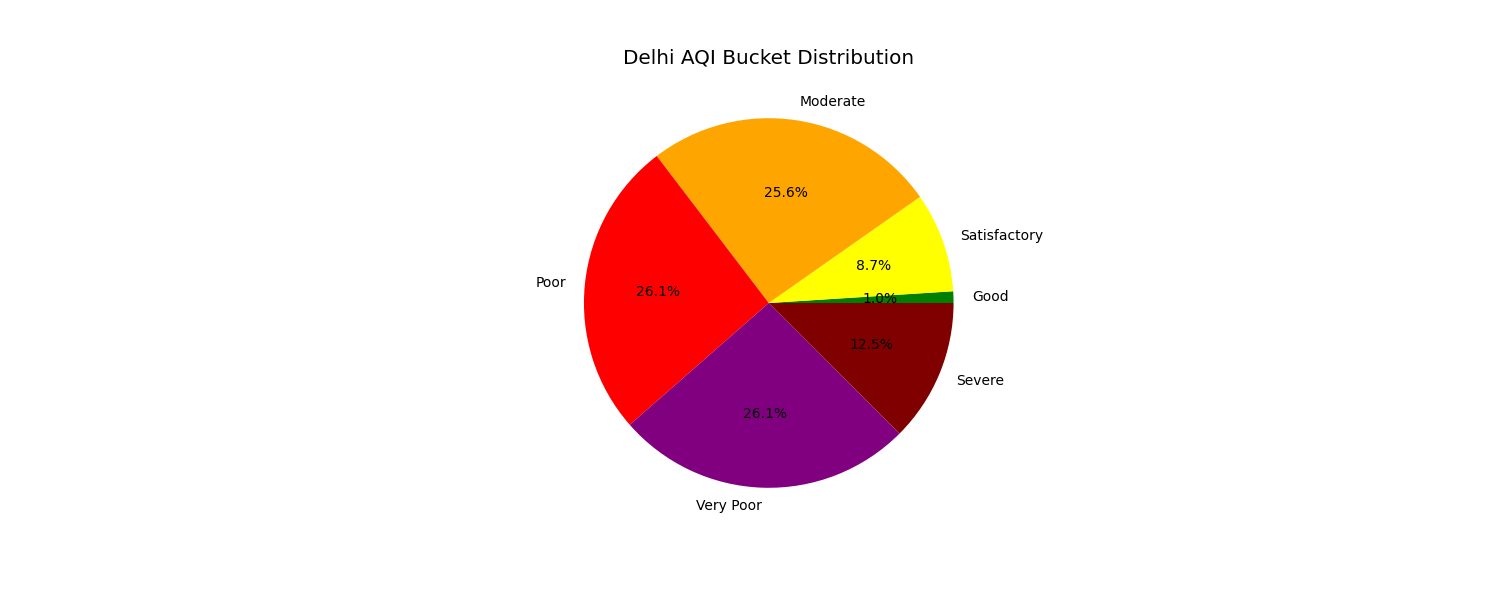 Delhi AQI Bucket Distribution
Moderate
25.6%
Satisfactory
8.7%
Poor
26.1%
1.0%
Good
12.5%
Severe
26.1%
Very Poor